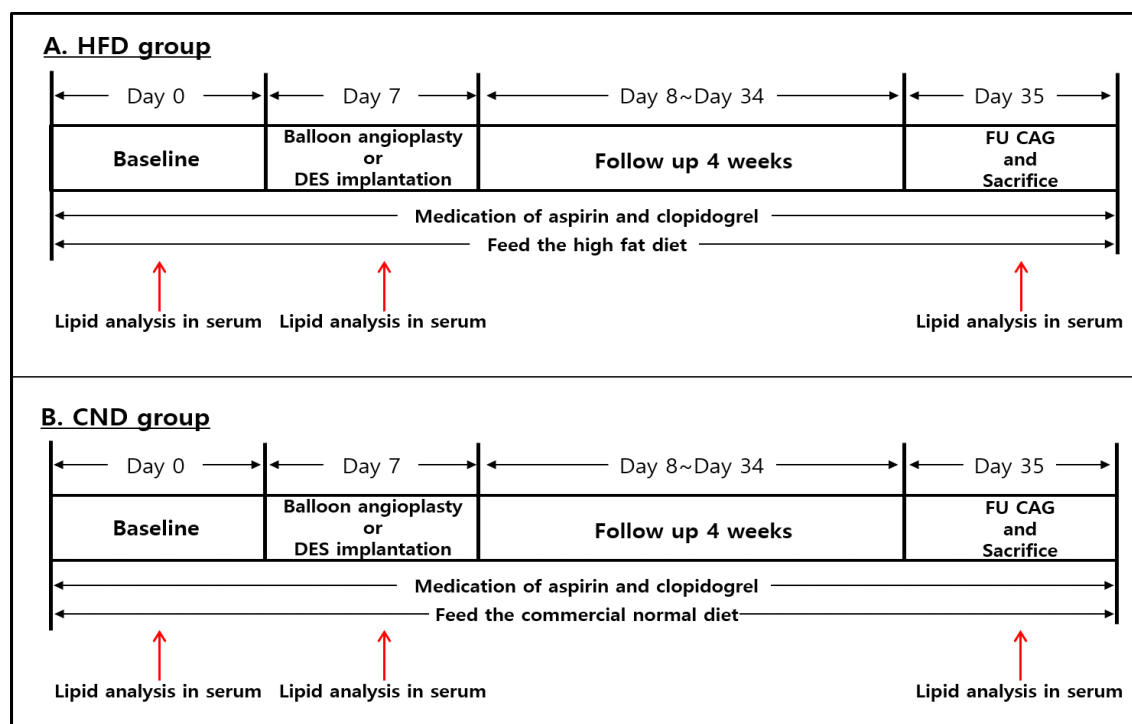 A. HFD group
Day 0 Day 7 Day 8~Day 34 Day 35
Baseline
Balloon angioplasty
or
DES implantation
Follow up 4 weeks
FU CAG
and
Sacrifice
Medication of aspirin and clopidogrel
Feed the high fat diet
Lipid analysis in serum Lipid analysis in serum Lipid analysis in serum
B. CND group
Day 0 Day 7 Day 8~Day 34 Day 35
Baseline
Balloon angioplasty
or
DES implantation
Follow up 4 weeks
FU CAG
and
Sacrifice
Medication of aspirin and clopidogrel
Feed the commercial normal diet
Lipid analysis in serum Lipid analysis in serum Lipid analysis in serum